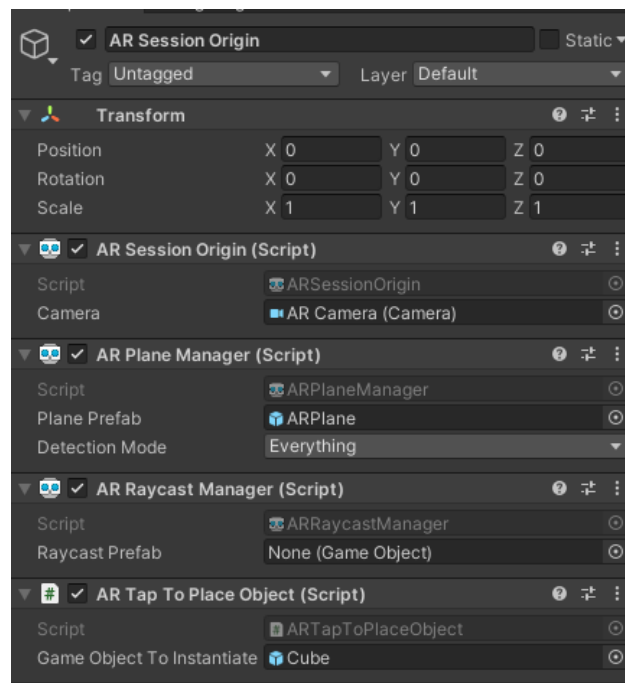 AR Session Origin Static
Tag Untagged Layer Default
Transform
Position X 0 Y 0 Z 0
Rotation X 0 Y 0 Z 0
Scale X 1 Y 1 Z 1
AR Session Origin (Script)
Script ARSessionOrigin
Camera AR Camera (Camera)
AR Plane Manager (Script)
Script ARPlaneManager
Plane Prefab ARPlane
Detection Mode Everything
AR Raycast Manager (Script)
Script ARRaycastManager
Raycast Prefab None (Game Object)
# AR Tap To Place Object (Script)
Script # ARTapToPlaceObject
Game Object To Instantiate Cube